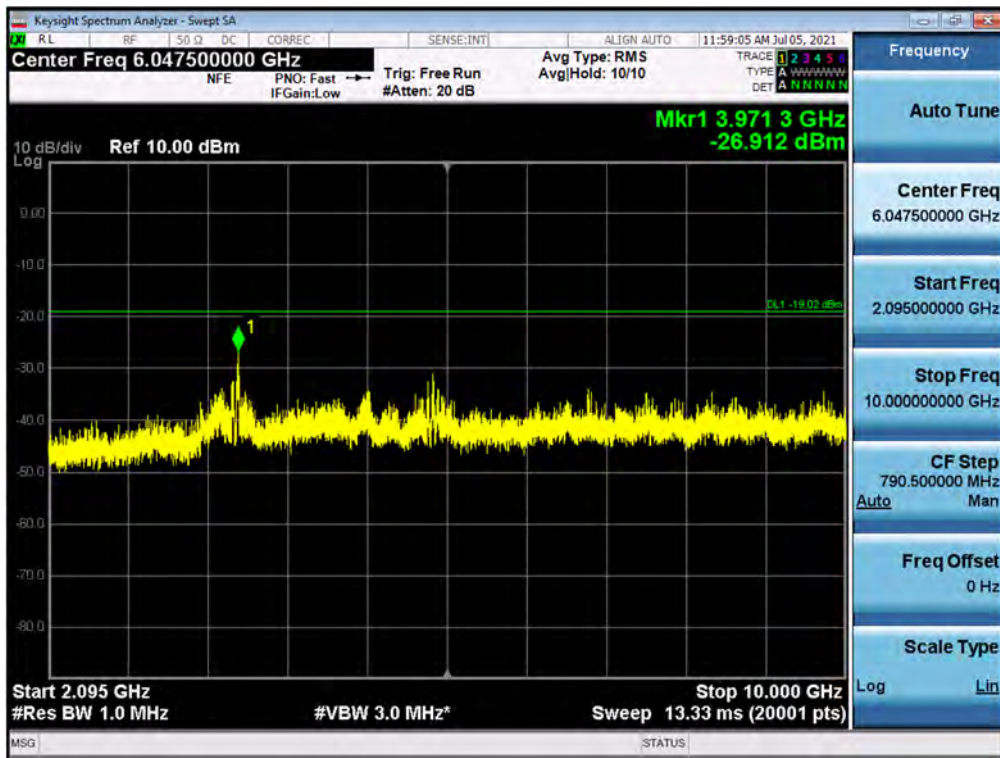 Keysight Spectrum Analyzer - Swept SA
LXI RL RF 50 Ω DC CORREC SENSE:INT ALIGN AUTO 11:59:05 AM Jul 05, 2021
Center Freq 6.047500000 GHz
NFE PNO: Fast Trig: Free Run Avg Type: RMS TRACE 1 2 3 4 5 6
IFGain:Low #Atten: 20 dB Avg|Hold: 10/10 TYPE A WWWWW
DET A N N N N N
Mkr1 3.971 3 GHz
-26.912 dBm
10 dB/div Ref 10.00 dBm
Log
0.00
-10.0
DL1 -19.02 dBm
-20.0
1
-30.0
-40.0
-50.0
-60.0
-70.0
-80.0
Start 2.095 GHz Stop 10.000 GHz
#Res BW 1.0 MHz #VBW 3.0 MHz* Sweep 13.33 ms (20001 pts)
MSG STATUS
Frequency
Auto Tune
Center Freq
6.047500000 GHz
Start Freq
2.095000000 GHz
Stop Freq
10.000000000 GHz
CF Step
790.500000 MHz
Auto Man
Freq Offset
0 Hz
Scale Type
Log Lin